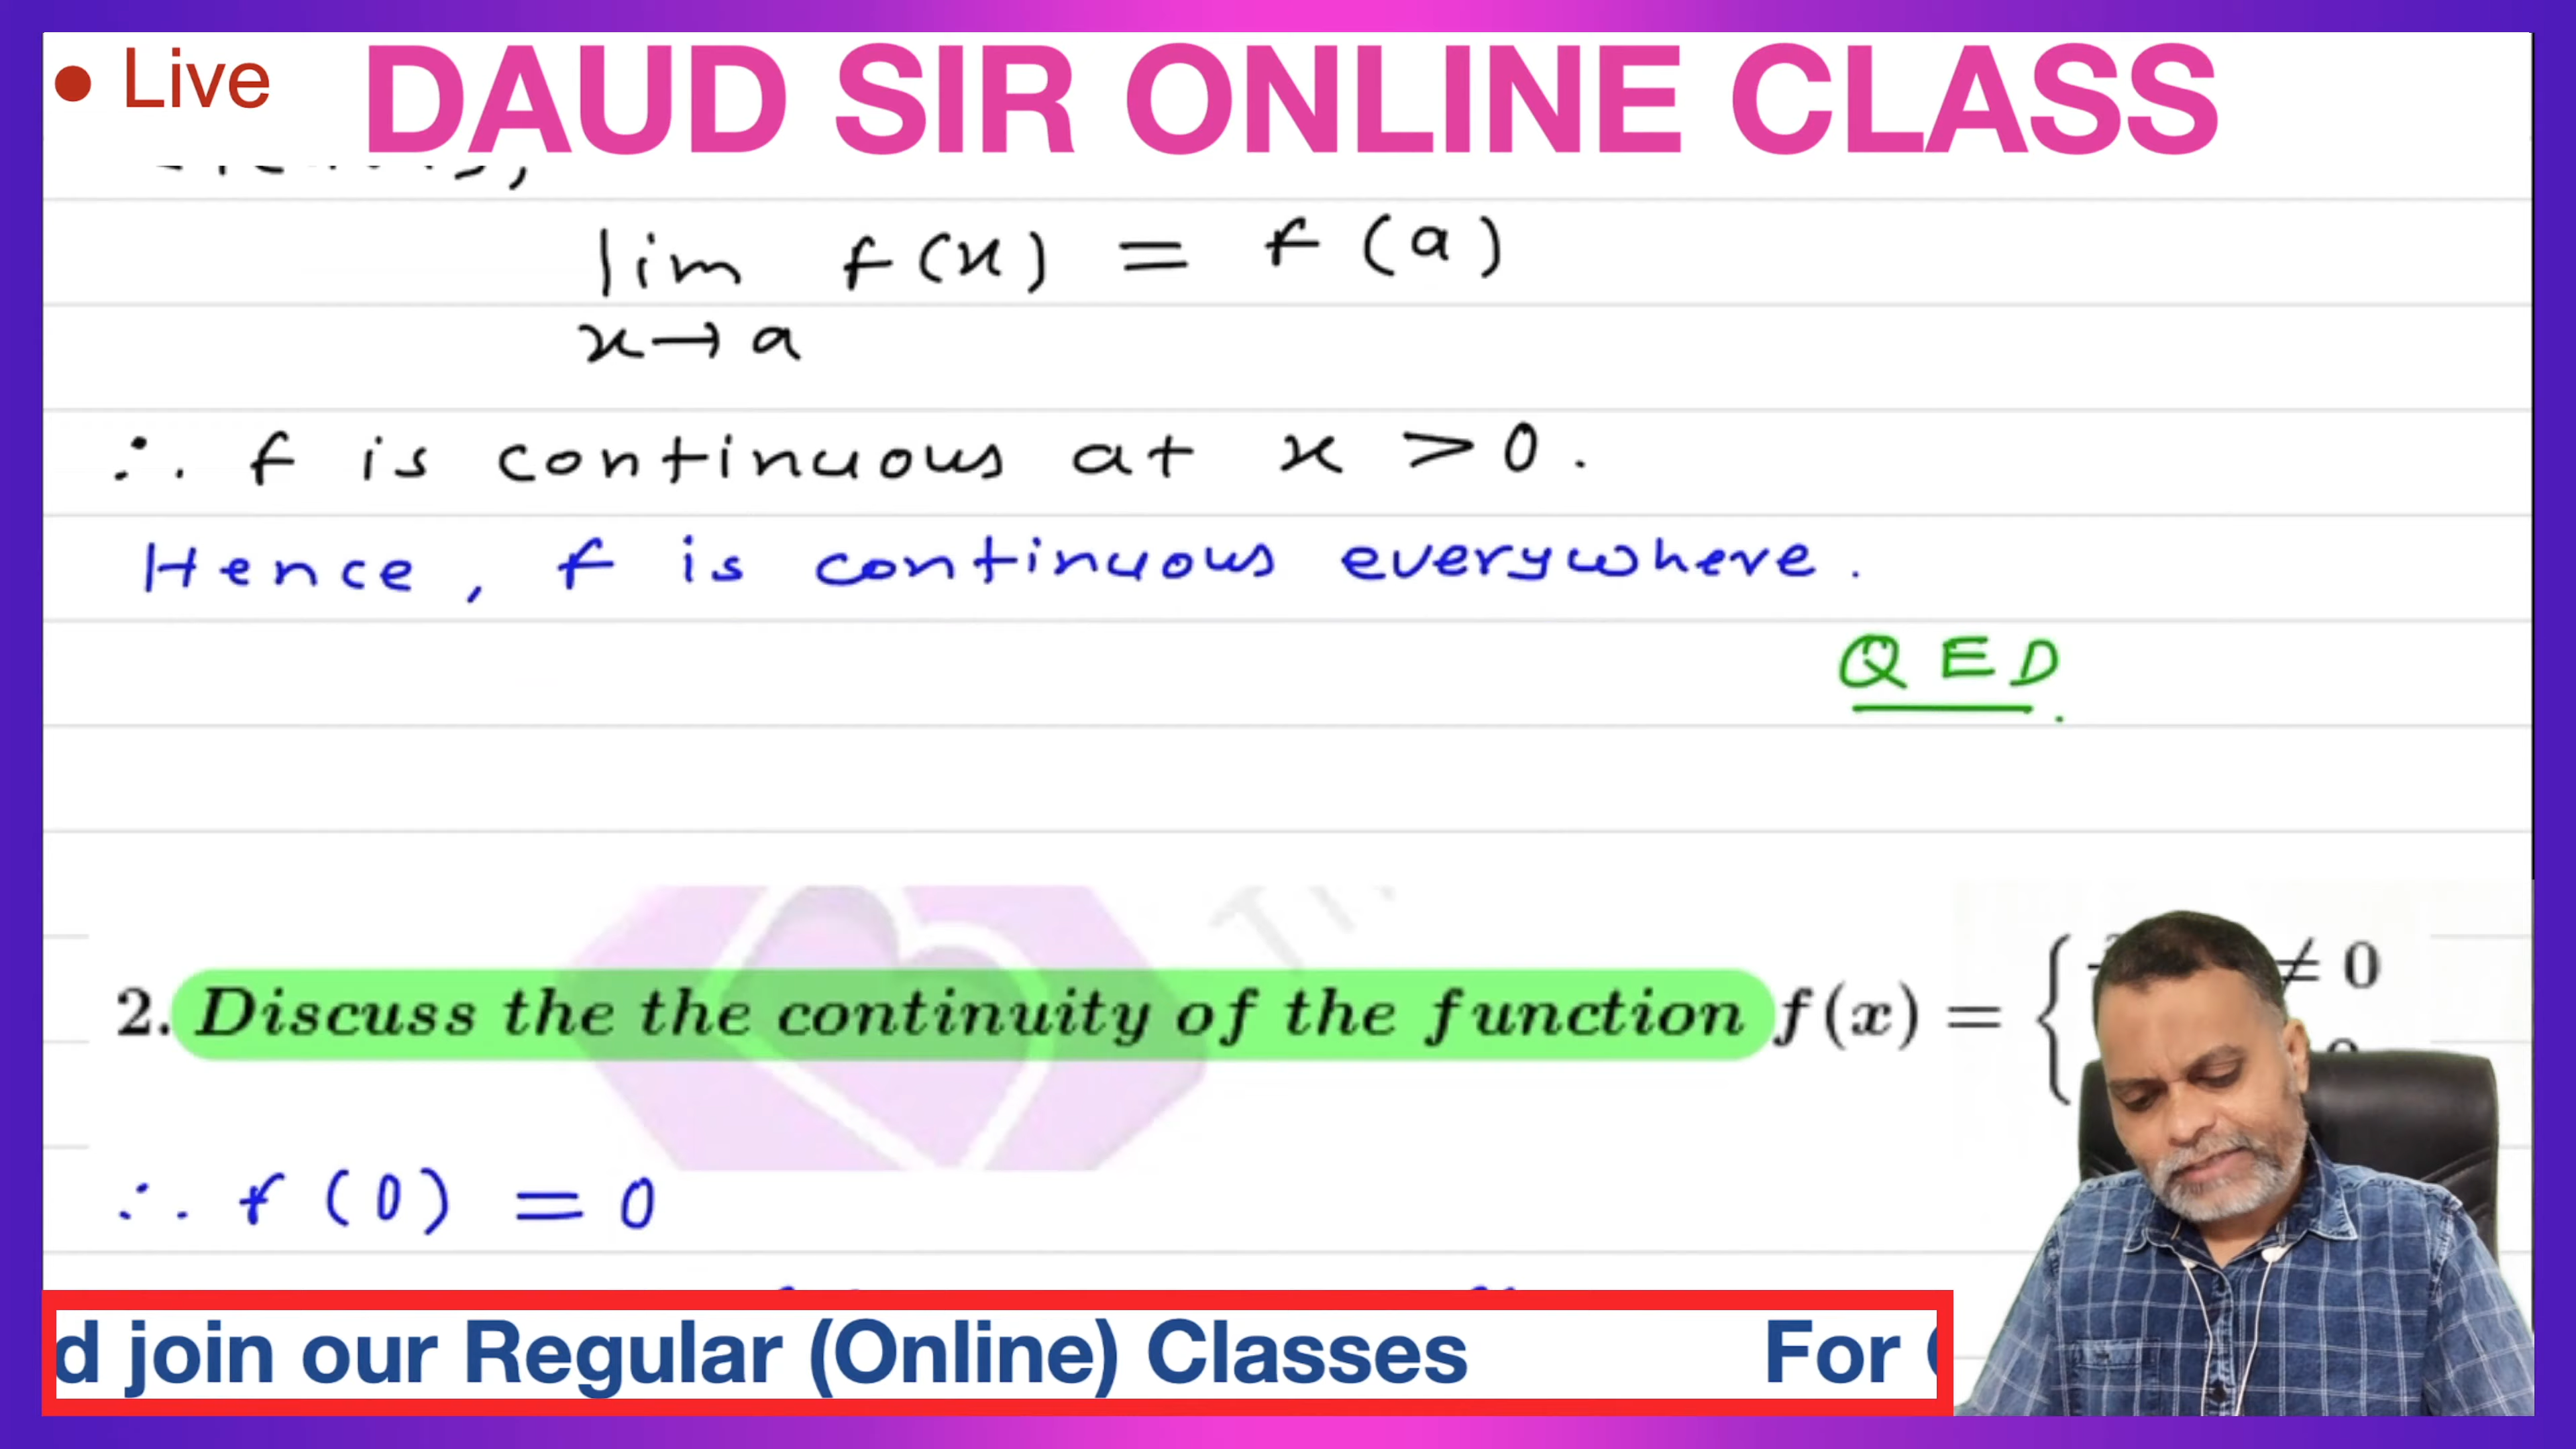 Live
DAUD SIR ONLINE CLASS
lim f(x) = f(a)
x→a
∴ f is continuous at x > 0.
Hence, f is continuous everywhere.
QED.
2. Discuss the the continuity of the function f(x) = {
≠ 0
∴ f(0) = 0
d join our Regular (Online) Classes For